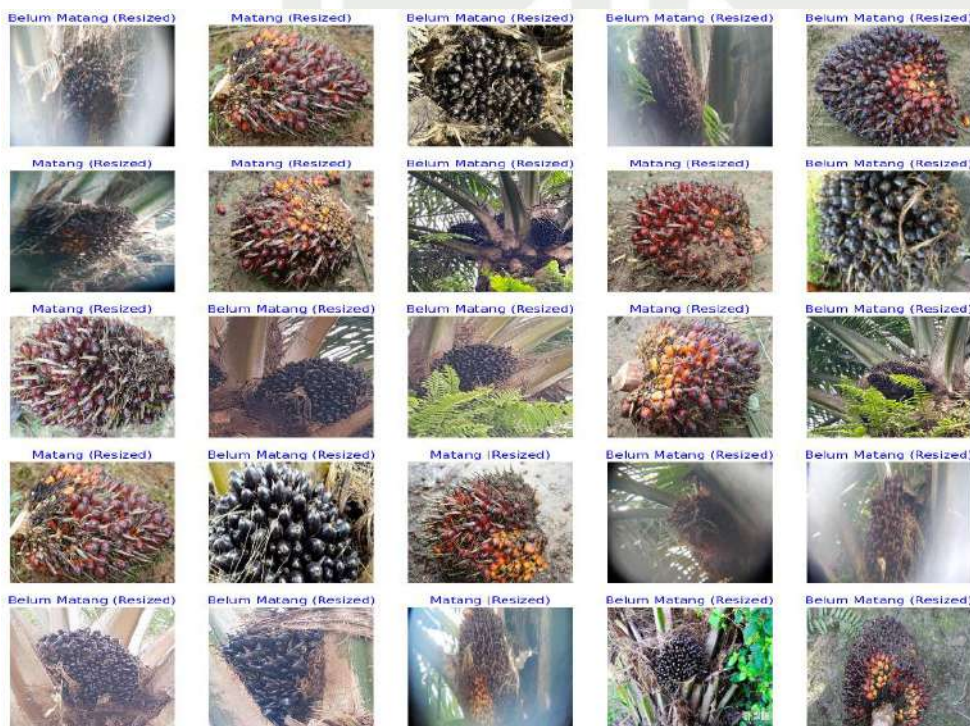 Belum Matang (Resized) Matang (Resized) Belum Matang (Resized) Belum Matang (Resized) Belum Matang (Resized)
Matang (Resized) Matang (Resized) Belum Matang (Resized) Matang (Resized) Belum Matang (Resized)
Matang (Resized) Belum Matang (Resized) Belum Matang (Resized) Matang (Resized) Belum Matang (Resized)
Matang (Resized) Belum Matang (Resized) Matang (Resized) Belum Matang (Resized) Belum Matang (Resized)
Belum Matang (Resized) Belum Matang (Resized) Matang (Resized) Belum Matang (Resized) Belum Matang (Resized)